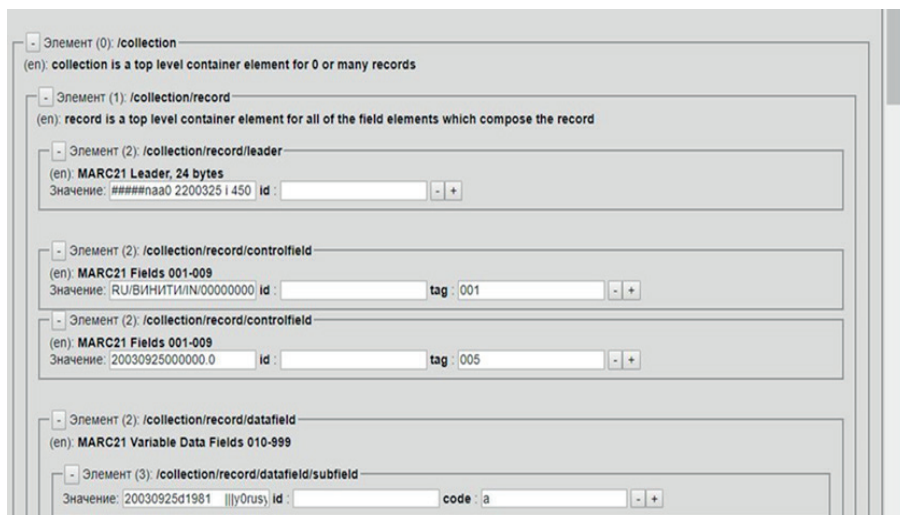 - Элемент (0): /collection
(en): collection is a top level container element for 0 or many records
- Элемент (1): /collection/record
(en): record is a top level container element for all of the field elements which compose the record
- Элемент (2): /collection/record/leader
(en): MARC21 Leader, 24 bytes
Значение: #####naa0 2200325 i 450 id : - +
- Элемент (2): /collection/record/controlfield
(en): MARC21 Fields 001-009
Значение: RU/ВИНИТИ/IN/00000000 id : tag : 001 - +
- Элемент (2): /collection/record/controlfield
(en): MARC21 Fields 001-009
Значение: 20030925000000.0 id : tag : 005 - +
- Элемент (2): /collection/record/datafield
(en): MARC21 Variable Data Fields 010-999
- Элемент (3): /collection/record/datafield/subfield
Значение: 20030925d1981 |||y0rusy id : code : a - +